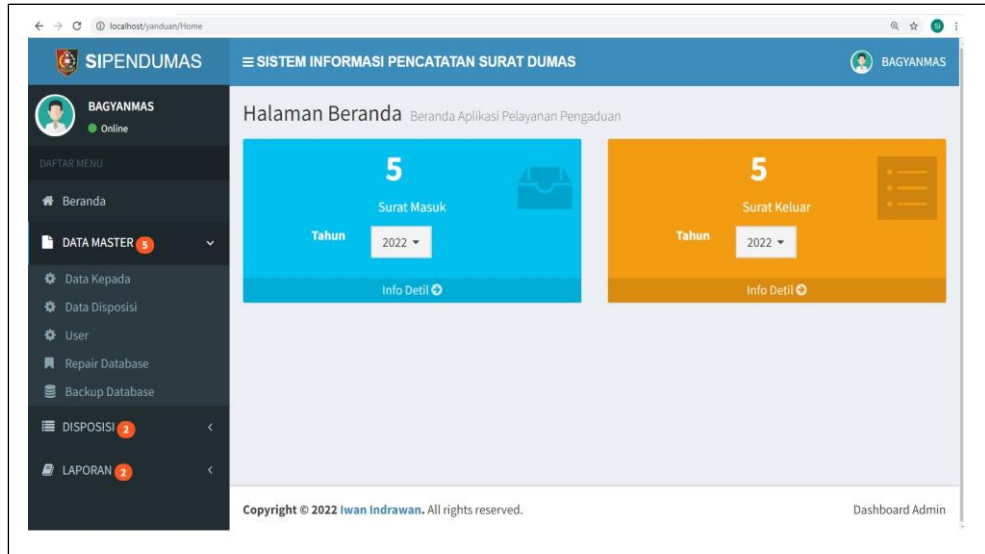 localhost/yanduan/Home
SI
SIPENDUMAS
SISTEM INFORMASI PENCATATAN SURAT DUMAS
BAGYANMAS
BAGYANMAS
Online
DAFTAR MENU
Beranda
DATA MASTER 5
Data Kepada
Data Disposisi
User
Repair Database
Backup Database
DISPOSISI 2
LAPORAN 2
Halaman Beranda Beranda Aplikasi Pelayanan Pengaduan
5
Surat Masuk
Tahun 2022
Info Detil
5
Surat Keluar
Tahun 2022
Info Detil
Copyright © 2022 Iwan Indrawan. All rights reserved.
Dashboard Admin